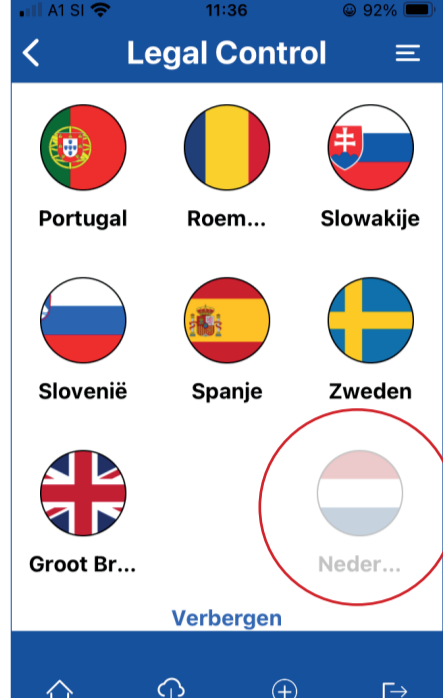 A1 SI 11:36 92%
Legal Control
Portugal Roem... Slowakije
Slovenië Spanje Zweden
Groot Br... Neder...
Verbergen